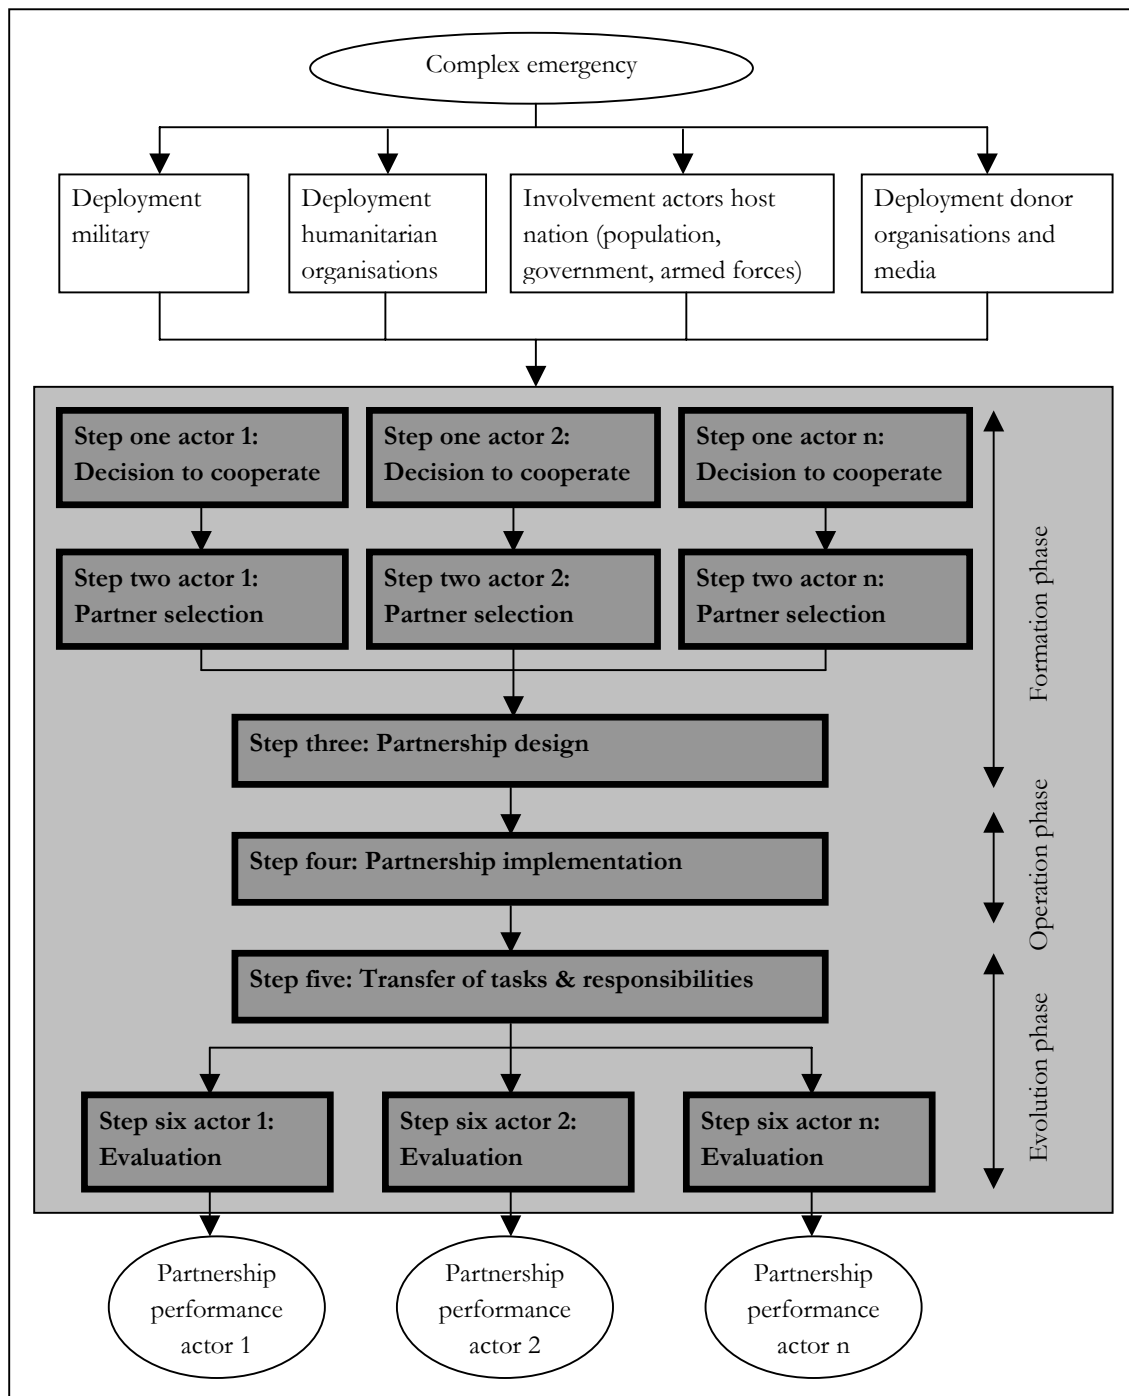 Complex emergency
Deployment
military
Deployment
humanitarian
organisations
Involvement actors host
nation (population,
government, armed forces)
Deployment donor
organisations and
media
Step one actor 1:
Decision to cooperate
Step one actor 2:
Decision to cooperate
Step one actor n:
Decision to cooperate
Step two actor 1:
Partner selection
Step two actor 2:
Partner selection
Step two actor n:
Partner selection
Formation phase
Step three: Partnership design
Step four: Partnership implementation
Operation phase
Step five: Transfer of tasks & responsibilities
Step six actor 1:
Evaluation
Step six actor 2:
Evaluation
Step six actor n:
Evaluation
Evolution phase
Partnership
performance
actor 1
Partnership
performance
actor 2
Partnership
performance
actor n